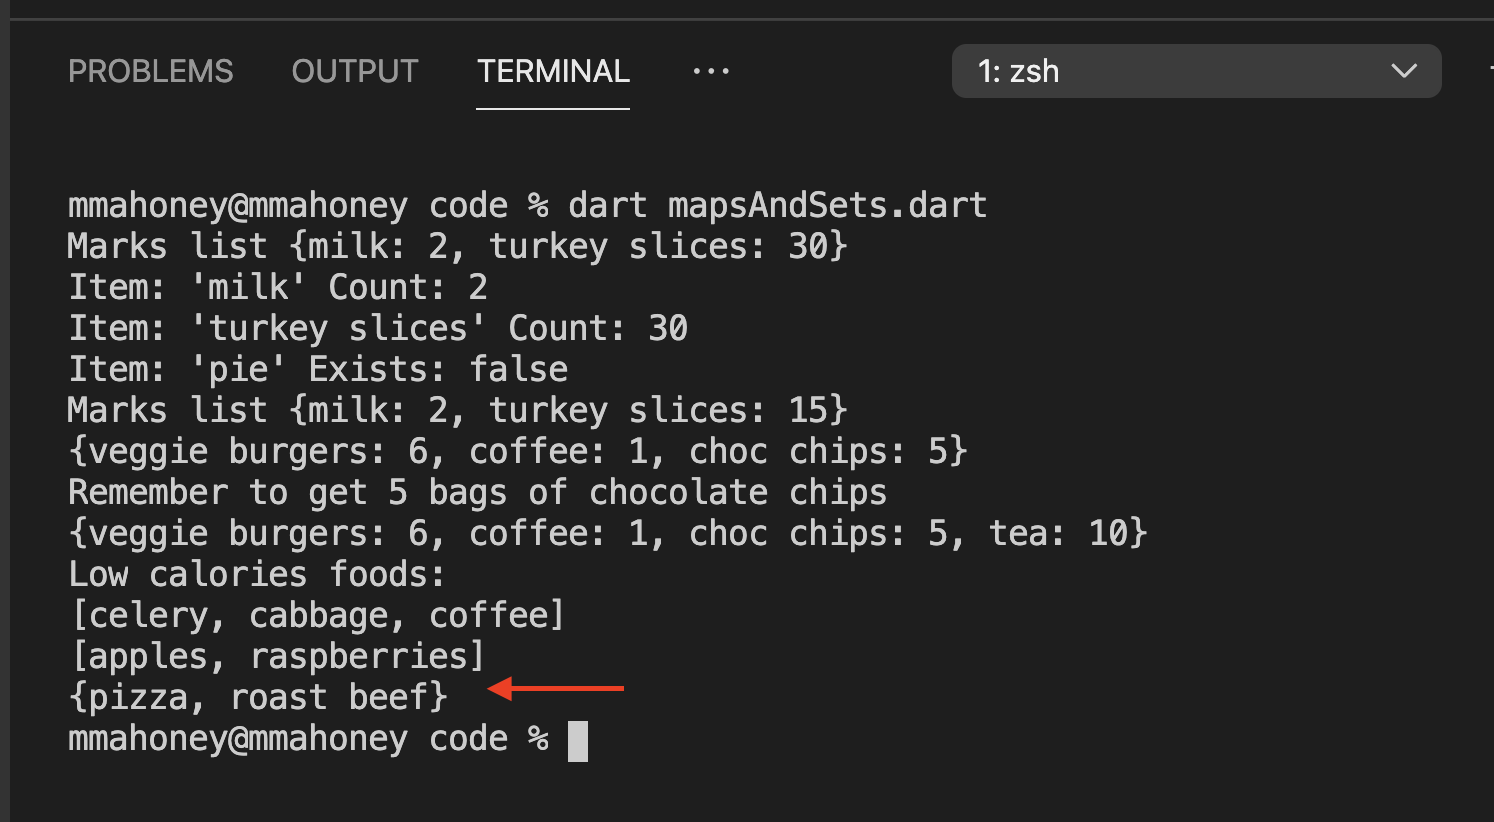 PROBLEMS OUTPUT TERMINAL ··· 1: zsh
mmahoney@mmahoney code % dart mapsAndSets.dart
Marks list {milk: 2, turkey slices: 30}
Item: 'milk' Count: 2
Item: 'turkey slices' Count: 30
Item: 'pie' Exists: false
Marks list {milk: 2, turkey slices: 15}
{veggie burgers: 6, coffee: 1, choc chips: 5}
Remember to get 5 bags of chocolate chips
{veggie burgers: 6, coffee: 1, choc chips: 5, tea: 10}
Low calories foods:
[celery, cabbage, coffee]
[apples, raspberries]
{pizza, roast beef}
mmahoney@mmahoney code %